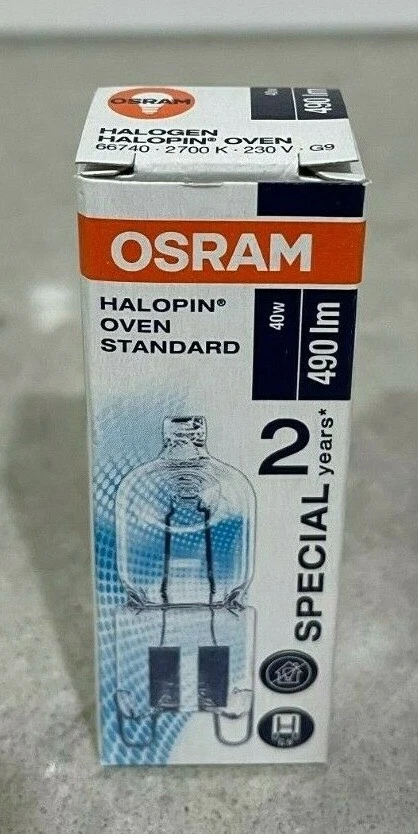 OSRAM
HALOGEN
HALOPIN® OVEN
66740 · 2700 K · 230 V · G9
40w
490 lm
OSRAM
HALOPIN®
OVEN
STANDARD
40W
490 lm
2
years*
SPECIAL